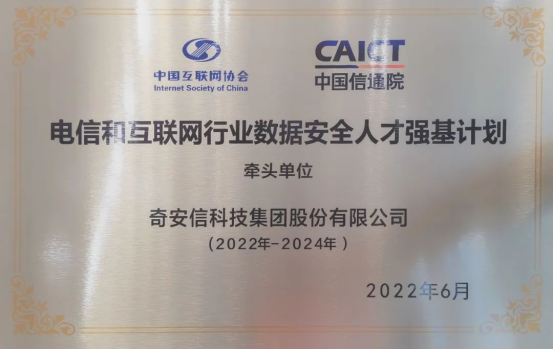 中国互联网协会
Internet Society of China
CAICT
中国信通院
电信和互联网行业数据安全人才强基计划
牵头单位
奇安信科技集团股份有限公司
(2022年-2024年)
2022年6月